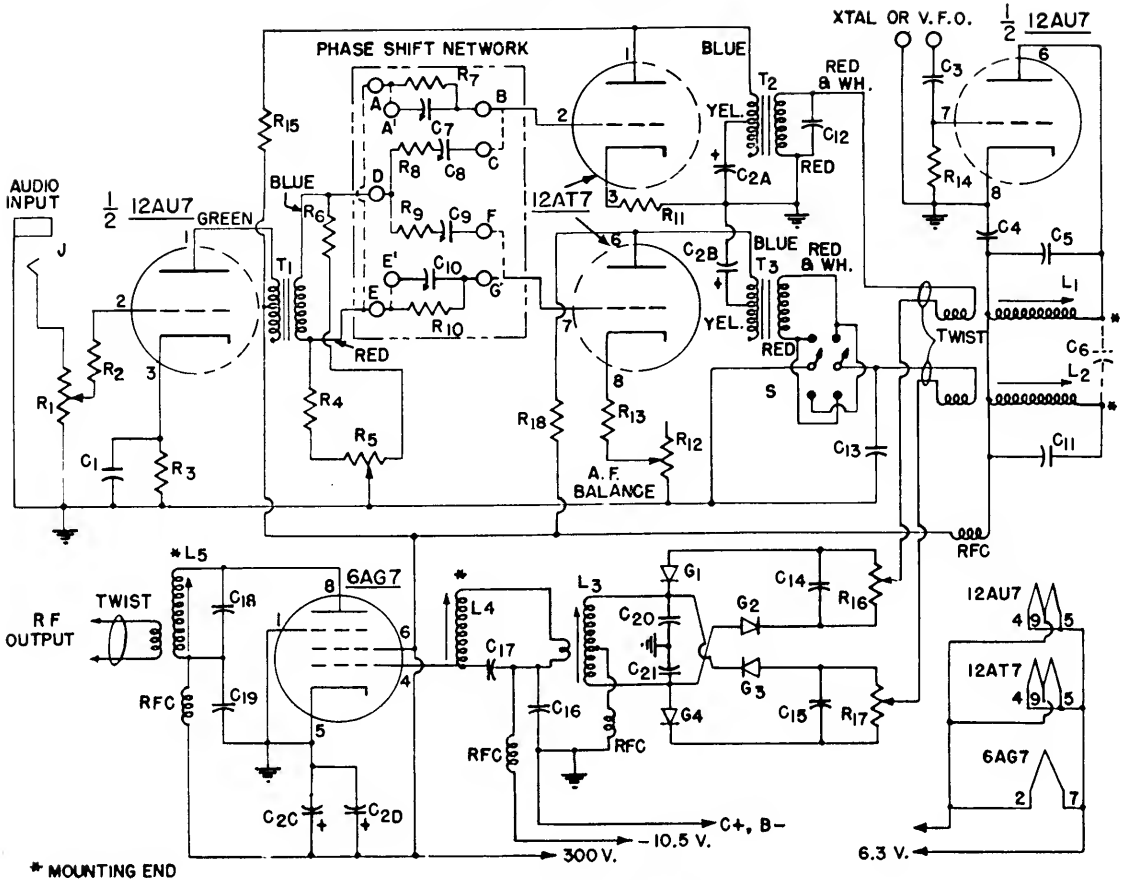 XTAL OR V.F.O.
1/2 12AU7
6
PHASE SHIFT NETWORK
1
BLUE
RED & WH.
T2
C3
R7
A
B
A'
C7
2
YEL.
7
R15
R8
C8
C
C12
R14
C2A
+
RED
8
AUDIO INPUT
BLUE
R6
D
3
R11
1/2 12AU7
GREEN
12AT7
C4
C5
J
1
R9
C9
F
6
BLUE
RED & WH.
C2B
T3
T1
E'
C10
G'
+
L1
*
2
E
R10
7
YEL.
TWIST
C6
R2
RED
RED
L2
3
8
S
*
R1
R4
R13
R18
R12
C1
R3
R5
C13
C11
A.F. BALANCE
RFC
*L5
6AG7
*
L3
G1
C14
R16
TWIST
8
L4
12AU7
C18
G2
4 9 5
RF OUTPUT
1
6
C20
C17
12AT7
4
C21
G3
4 9 5
RFC
C19
5
C16
G4
C15
R17
RFC
RFC
6AG7
2 7
C2C
+
C2D
+
C+, B-
-10.5 V.
300 V.
6.3 V.
* MOUNTING END